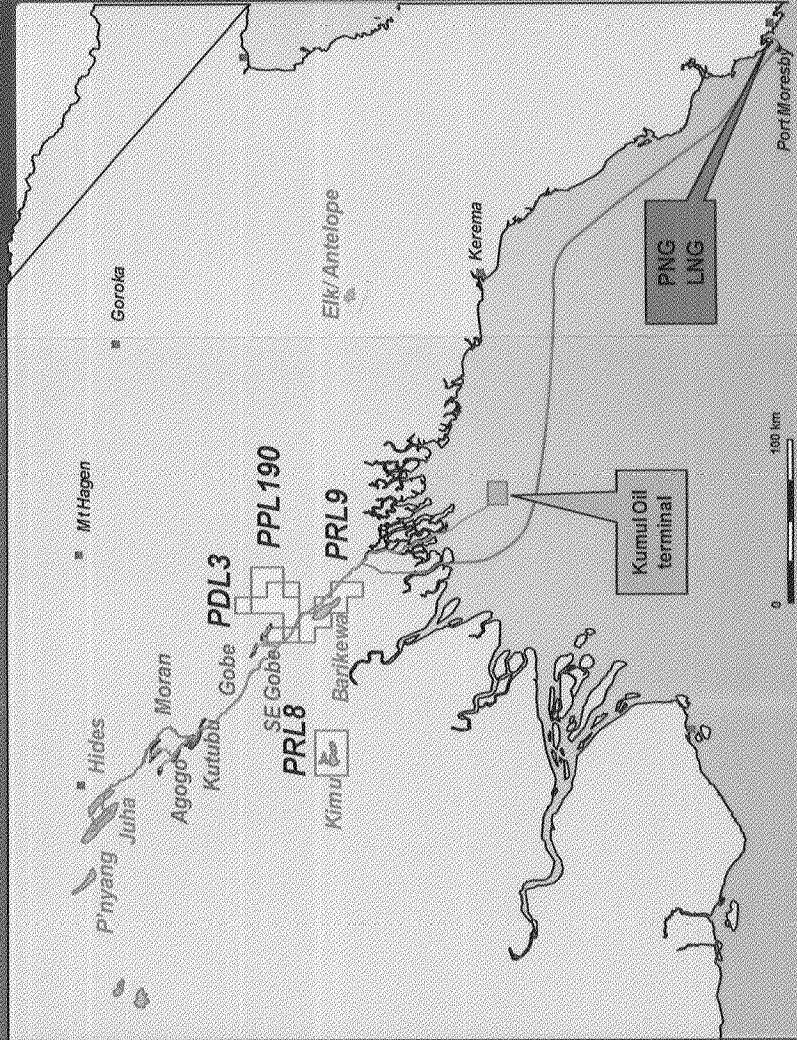 Mt Hagen
Goroka
Hides
P'nyang
Juha
Moran
Agogo
Kutubu
Gobe
SE Gobe
PDL3
PPL190
PRL8
PRL9
Kimu
Barikewa
Elk/Antelope
Kerema
Kumul Oil
terminal
PNG
LNG
Port Moresby
0
100 km